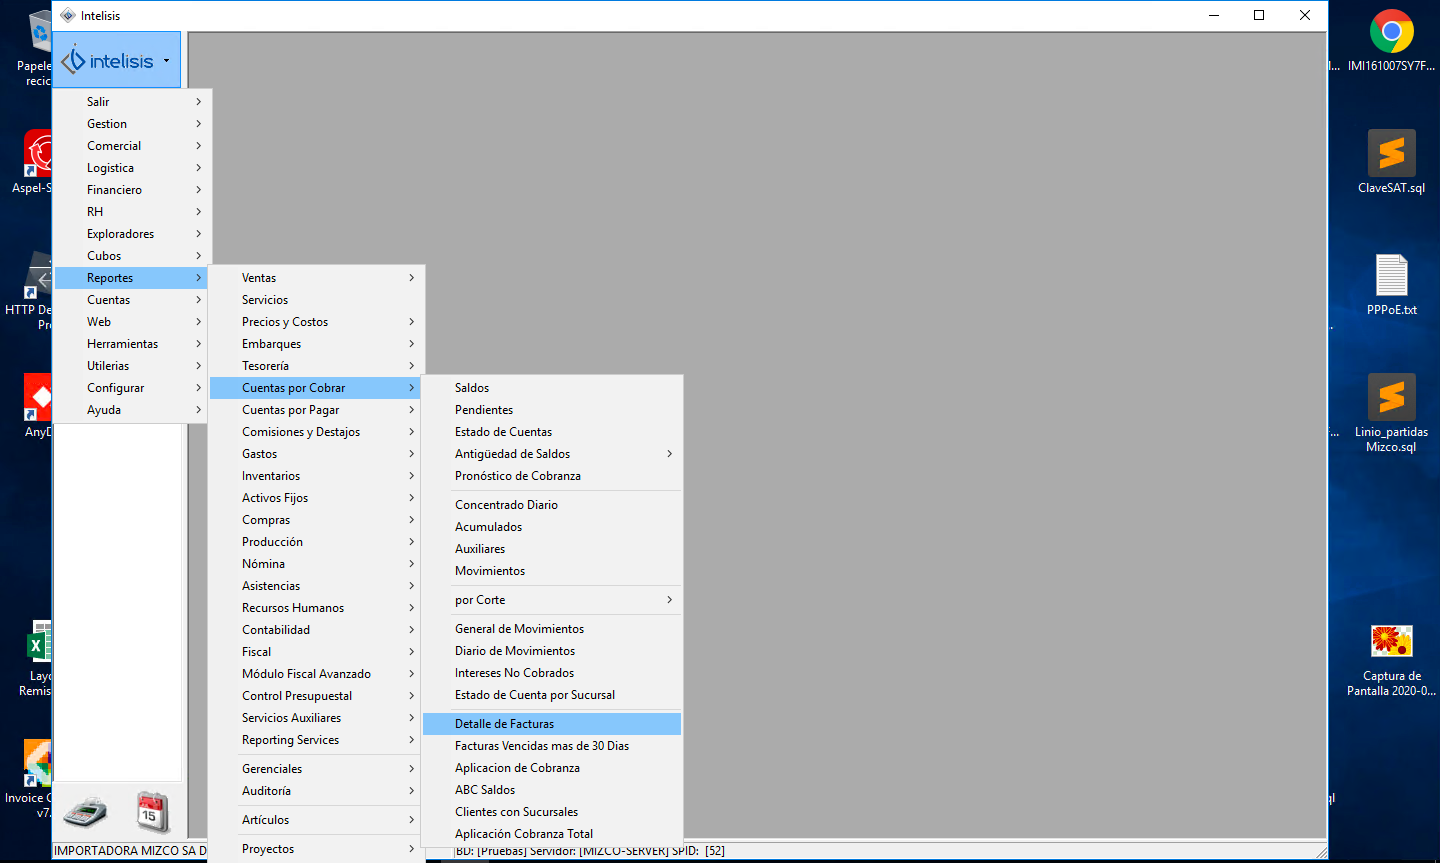 Intelisis
intelisis
Salir
Gestion
Comercial
Logistica
Financiero
RH
Exploradores
Cubos
Reportes
Cuentas
Web
Herramientas
Utilerias
Configurar
Ayuda
Ventas
Servicios
Precios y Costos
Embarques
Tesorería
Cuentas por Cobrar
Cuentas por Pagar
Comisiones y Destajos
Gastos
Inventarios
Activos Fijos
Compras
Producción
Nómina
Asistencias
Recursos Humanos
Contabilidad
Fiscal
Módulo Fiscal Avanzado
Control Presupuestal
Servicios Auxiliares
Reporting Services
Gerenciales
Auditoría
Artículos
Proyectos
Saldos
Pendientes
Estado de Cuentas
Antigüedad de Saldos
Pronóstico de Cobranza
Concentrado Diario
Acumulados
Auxiliares
Movimientos
por Corte
General de Movimientos
Diario de Movimientos
Intereses No Cobrados
Estado de Cuenta por Sucursal
Detalle de Facturas
Facturas Vencidas mas de 30 Dias
Aplicacion de Cobranza
ABC Saldos
Clientes con Sucursales
Aplicación Cobranza Total
15
IMPORTADORA MIZCO SA D
BD: [Pruebas] Servidor: [MIZCO-SERVER] SPID: [52]
Papele
recic
Aspel-S
HTTP De
Pro
AnyD
X
Layo
Remis
Invoice C
v7.
IMI161007SY7F...
ClaveSAT.sql
PPPoE.txt
Linio_partidas
Mizco.sql
Captura de
Pantalla 2020-0...